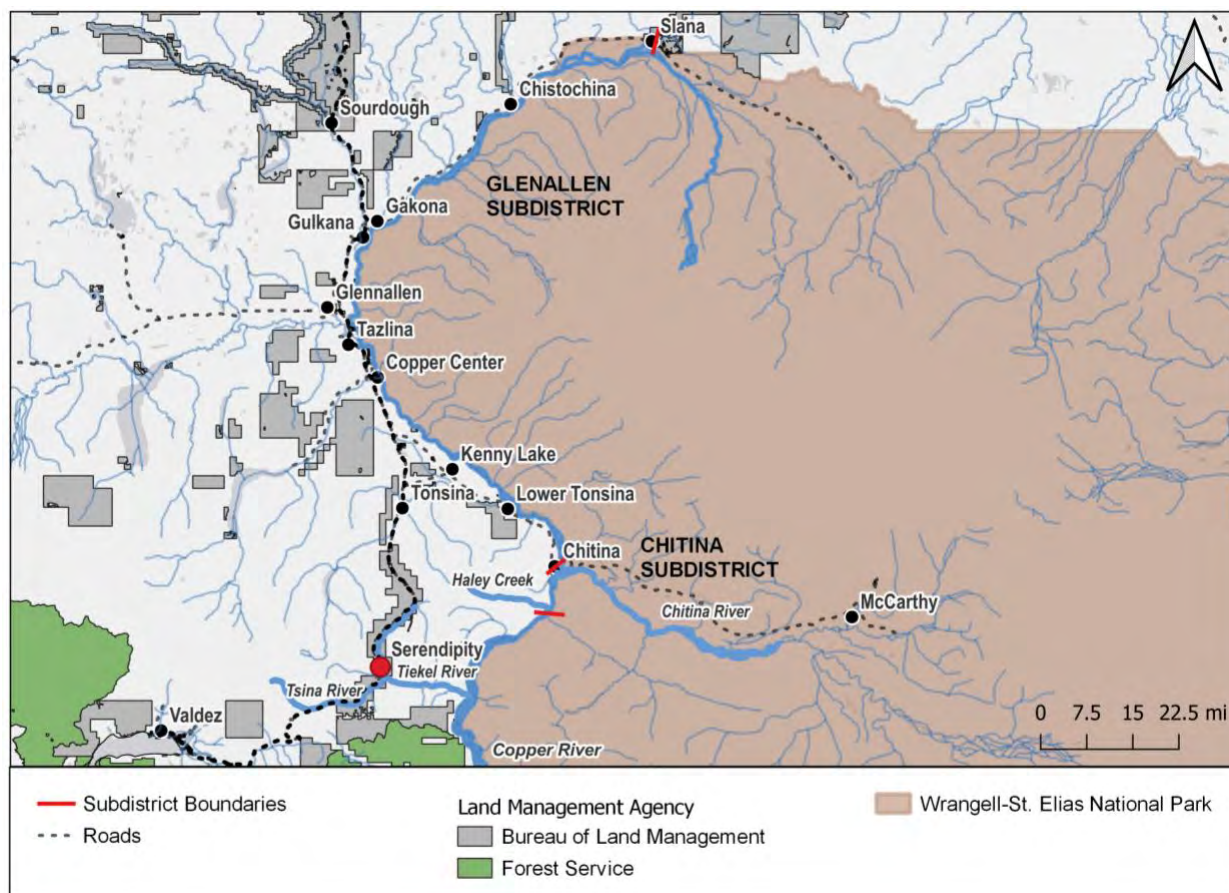 Slana
Chistochina
Sourdough
GLENALLEN
SUBDISTRICT
Gakona
Gulkana
Glennallen
Tazlina
Copper Center
Kenny Lake
Tonsina
Lower Tonsina
Chitina
CHITINA
SUBDISTRICT
Haley Creek
McCarthy
Chitina River
Serendipity
Tiekel River
Tsina River
Valdez
Copper River
0 7.5 15 22.5 mi
Subdistrict Boundaries
Roads
Land Management Agency
Bureau of Land Management
Forest Service
Wrangell-St. Elias National Park